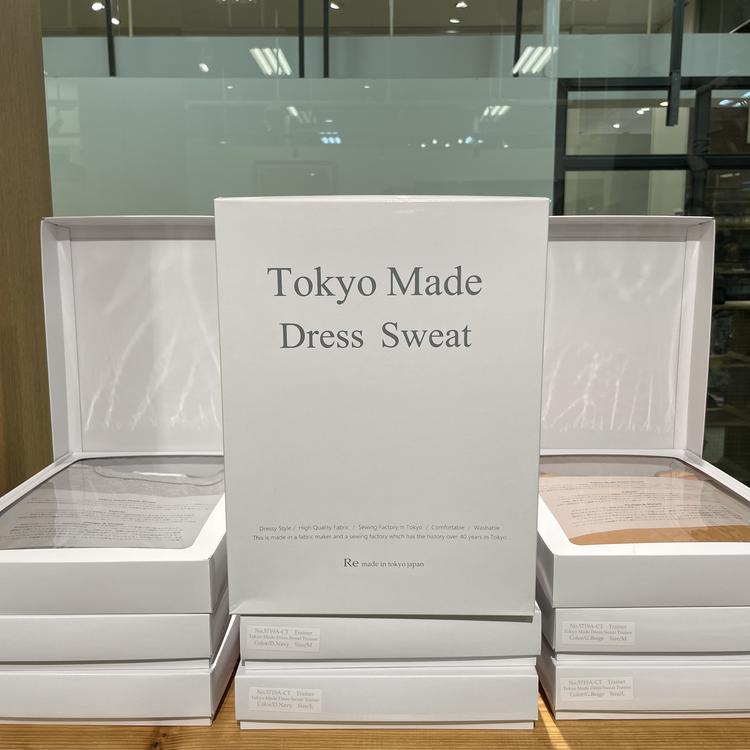 Tokyo Made
Dress Sweat
Dressy Style / High Quality Fabric / Sewing Factory in Tokyo / Comfortable / Washable
This is made in a fabric maker and a sewing factory which has the history over 40 years in Tokyo.
Re made in tokyo japan
No.5719A-CT Trainer
Tokyo Made Dress Sweat Trainer
Color/D.Navy Size/M
No.5719A-CT Trainer
Tokyo Made Dress Sweat Trainer
Color/D.Navy Size/L
No.5719A-CT Trainer
Tokyo Made Dress Sweat Trainer
Color/G.Beige Size/M
No.5719A-CT Trainer
Tokyo Made Dress Sweat Trainer
Color/G.Beige Size/L